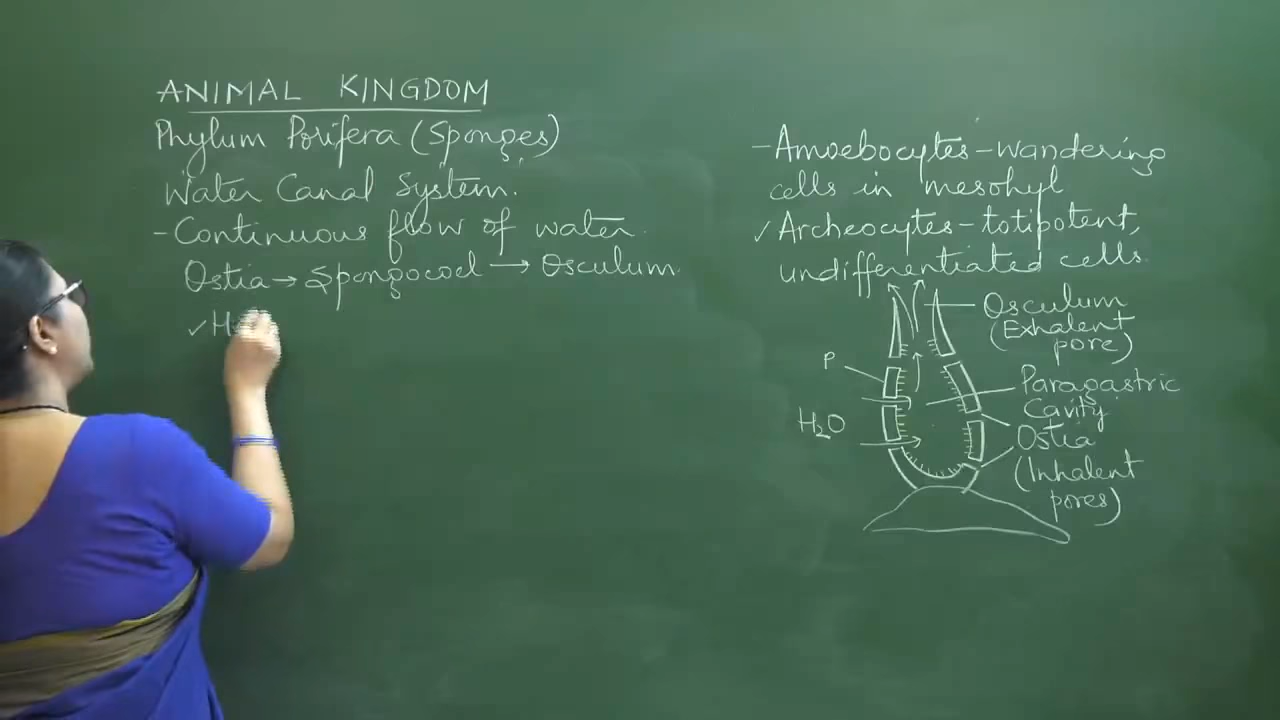 ANIMAL KINGDOM
Phylum Porifera (Sponges)
Water Canal System.
- Continuous flow of water.
Ostia → Spongocoel → Osculum
✓ H
- Amoebocytes - wandering
cells in mesohyl
✓ Archeocytes - totipotent,
undifferentiated cells.
Osculum
(Exhalent
pore)
P
Paragastric
Cavity
H₂O
Ostia
(Inhalent
pores)